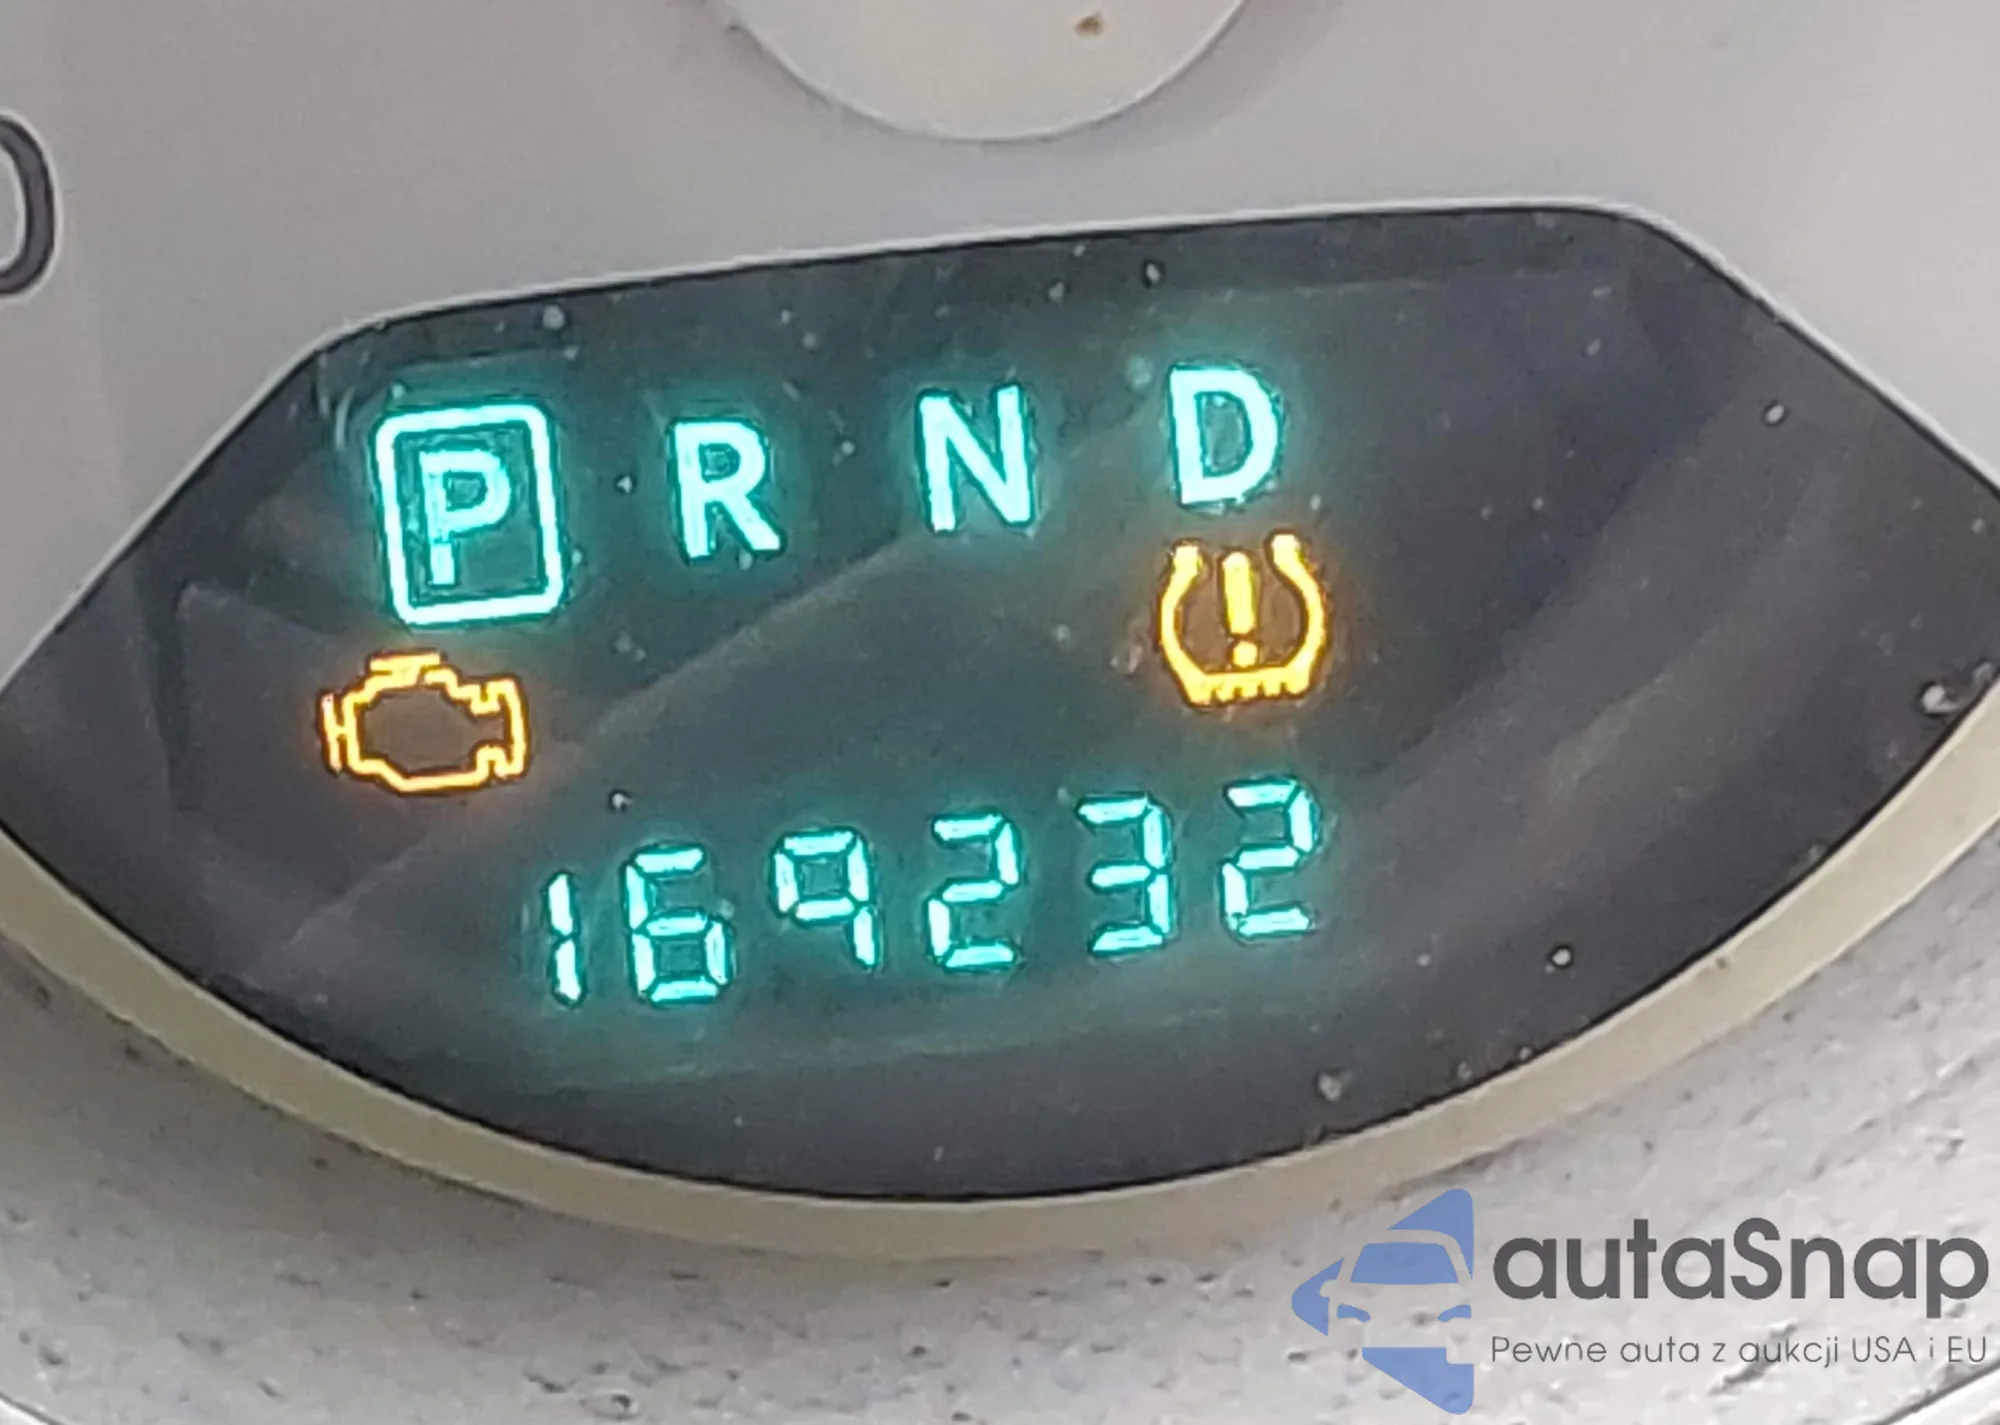 P R N D
169232
autaSnap
Pewne auta z aukcji USA i EU